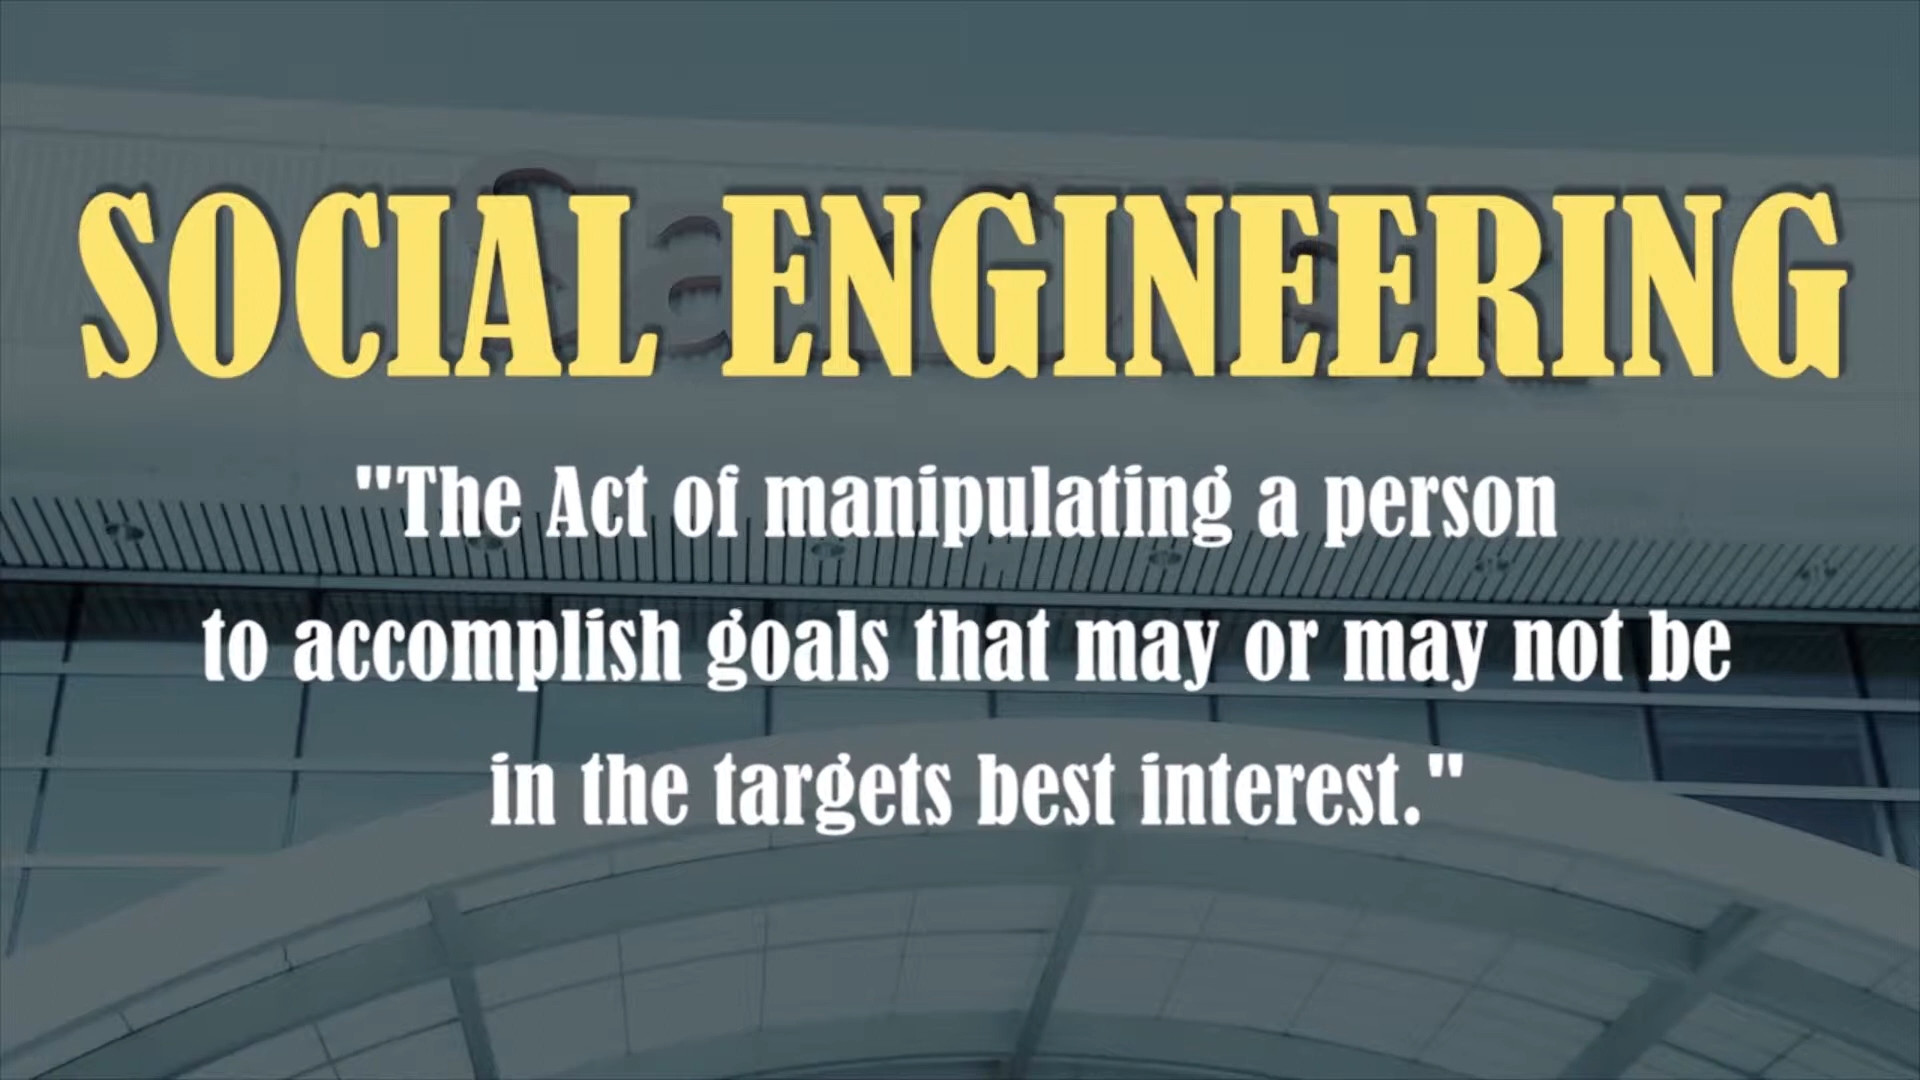 SOCIAL ENGINEERING
"The Act of manipulating a person
to accomplish goals that may or may not be
in the targets best interest."